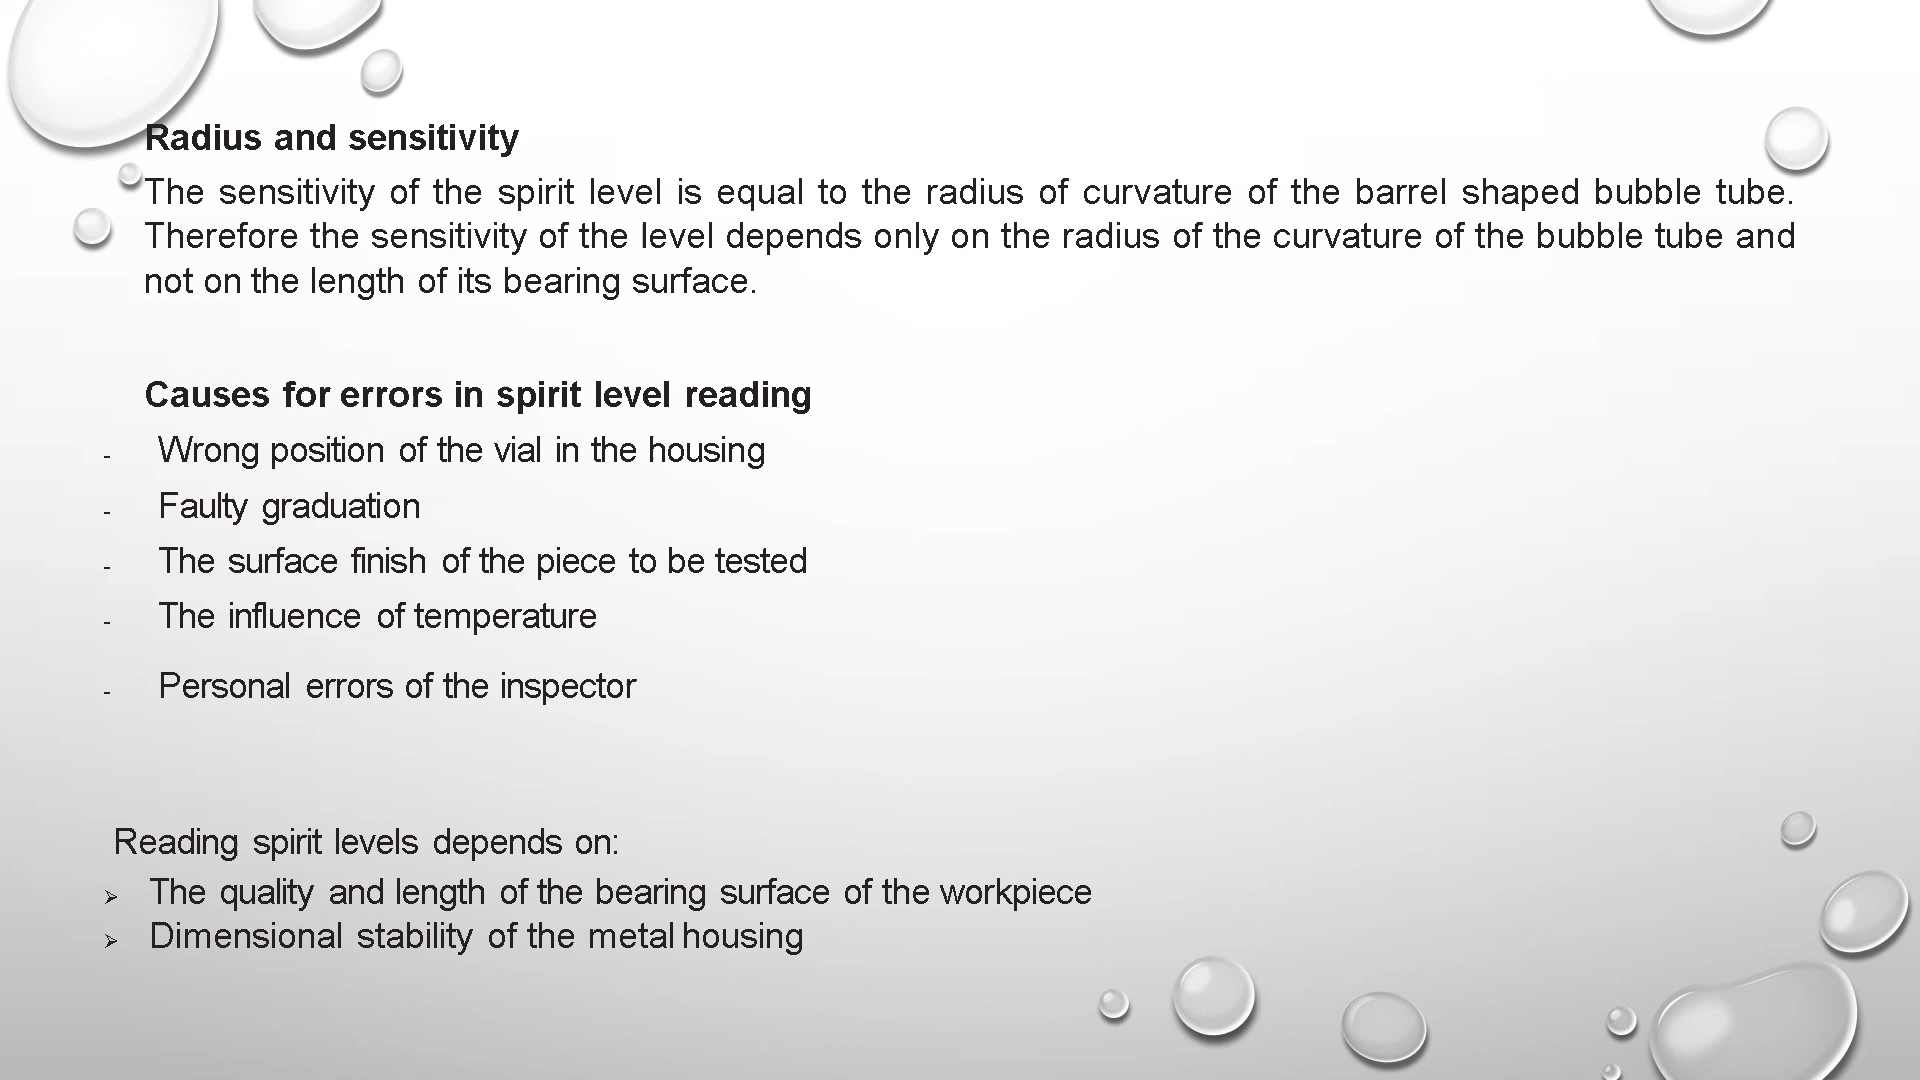 Radius and sensitivity
The sensitivity of the spirit level is equal to the radius of curvature of the barrel shaped bubble tube.
Therefore the sensitivity of the level depends only on the radius of the curvature of the bubble tube and
not on the length of its bearing surface.
Causes for errors in spirit level reading
- Wrong position of the vial in the housing
- Faulty graduation
- The surface finish of the piece to be tested
- The influence of temperature
- Personal errors of the inspector
Reading spirit levels depends on:
➢ The quality and length of the bearing surface of the workpiece
➢ Dimensional stability of the metal housing